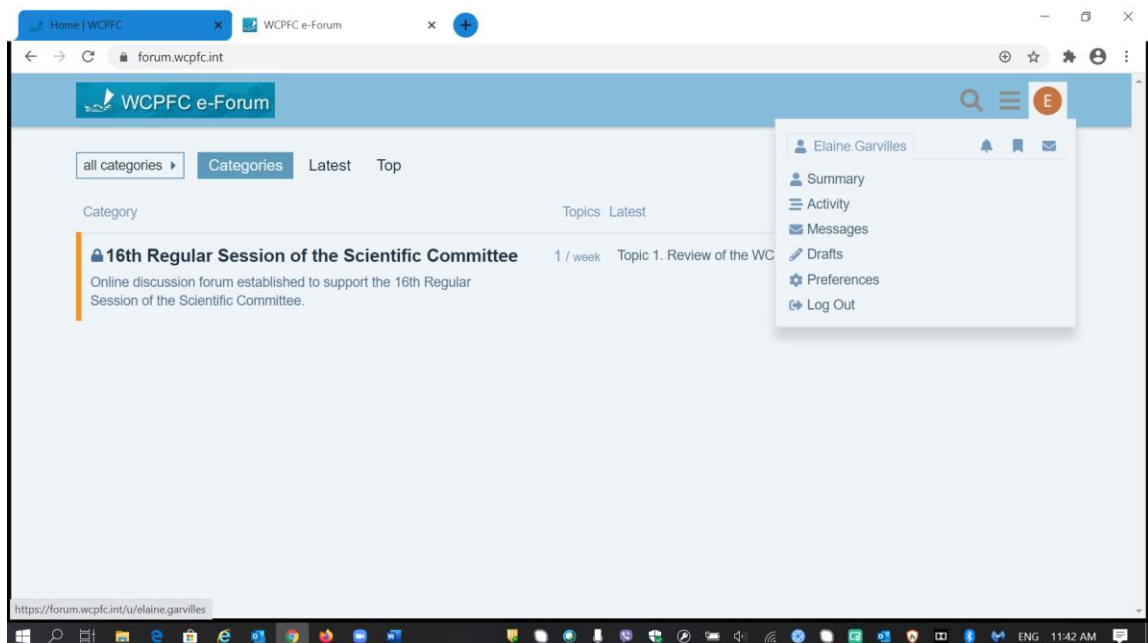 Home | WCPFC
WCPFC e-Forum
forum.wcpfc.int
WCPFC e-Forum
E
all categories
Categories
Latest
Top
Elaine.Garvilles
Summary
Activity
Messages
Drafts
Preferences
Log Out
Category Topics Latest
16th Regular Session of the Scientific Committee 1 / week Topic 1. Review of the WC
Online discussion forum established to support the 16th Regular
Session of the Scientific Committee.
https://forum.wcpfc.int/u/elaine.garvilles
ENG 11:42 AM